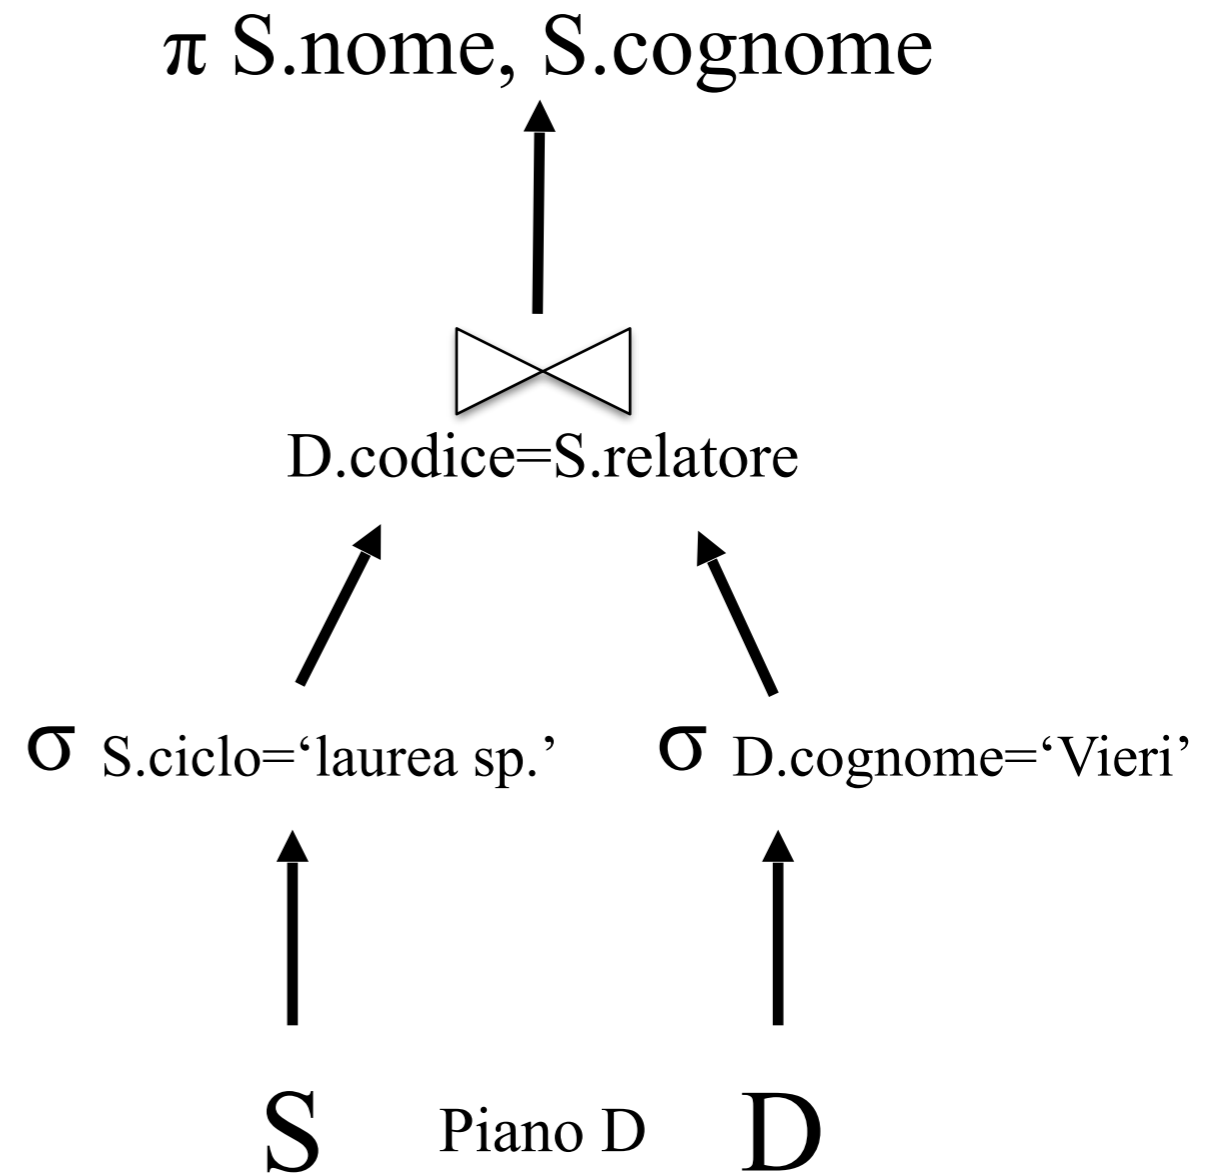 π S.nome, S.cognome
D.codice=S.relatore
σ S.ciclo=‘laurea sp.’ σ D.cognome=‘Vieri’
S Piano D D